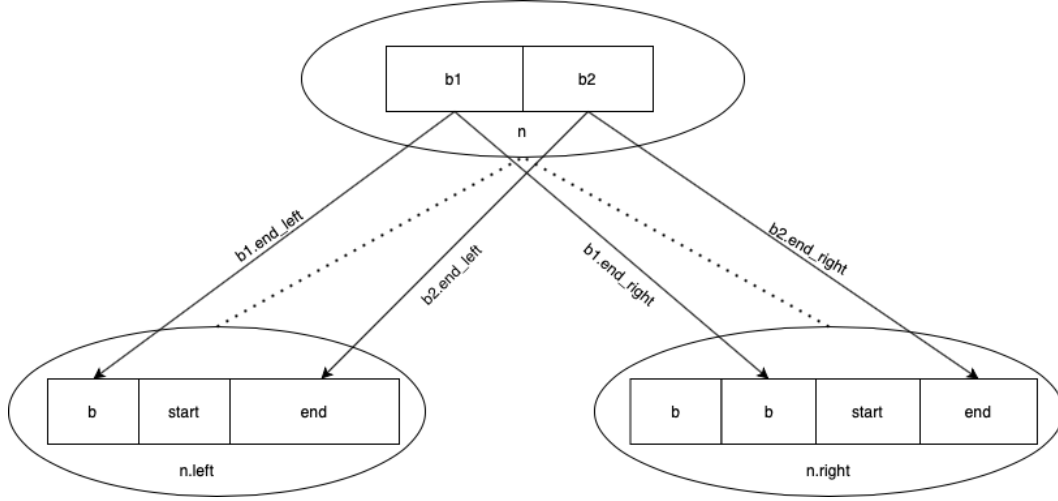 b1 b2
n
b1.end_left
b2.end_left
b1.end_right
b2.end_right
b start end
n.left
b b start end
n.right